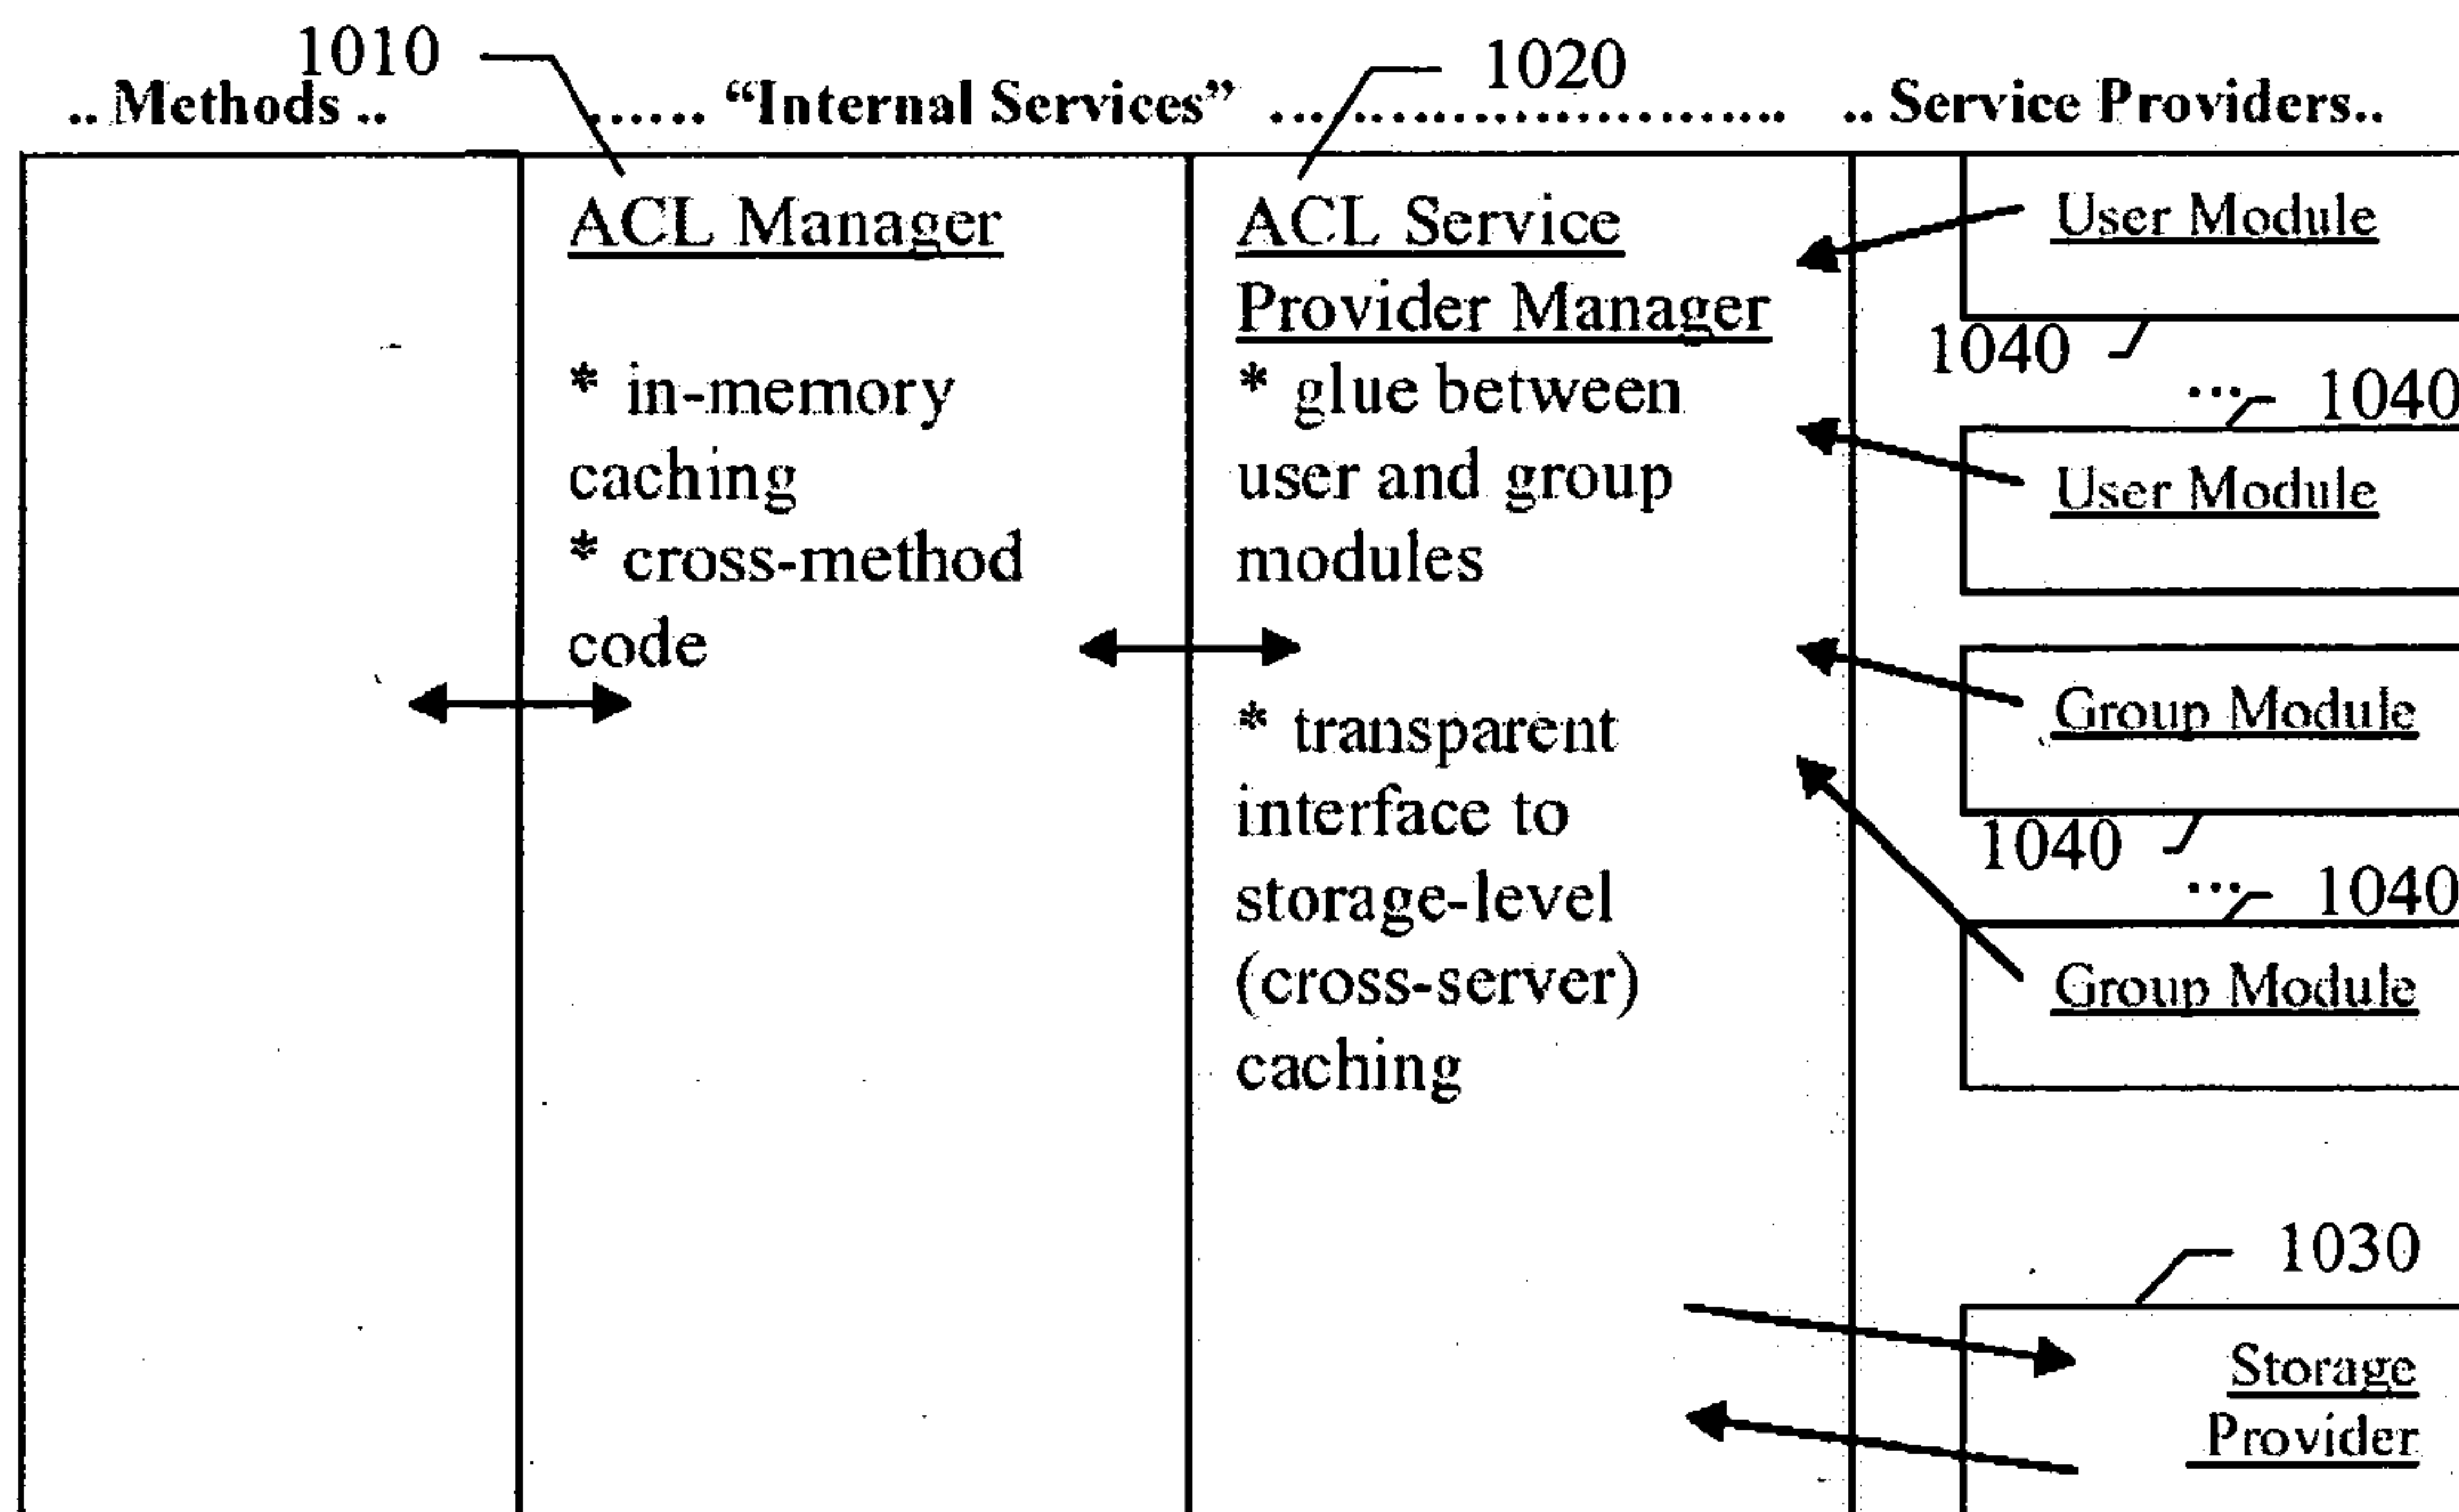 1010
1020
.. Methods ..
...... “Internal Services” ........................
.. Service Providers..
ACL Manager
* in-memory
caching
* cross-method
code
ACL Service
Provider Manager
* glue between
user and group
modules
* transparent
interface to
storage-level
(cross-server)
caching
User Module
1040
... 1040
User Module
Group Module
1040
... 1040
Group Module
1030
Storage
Provider